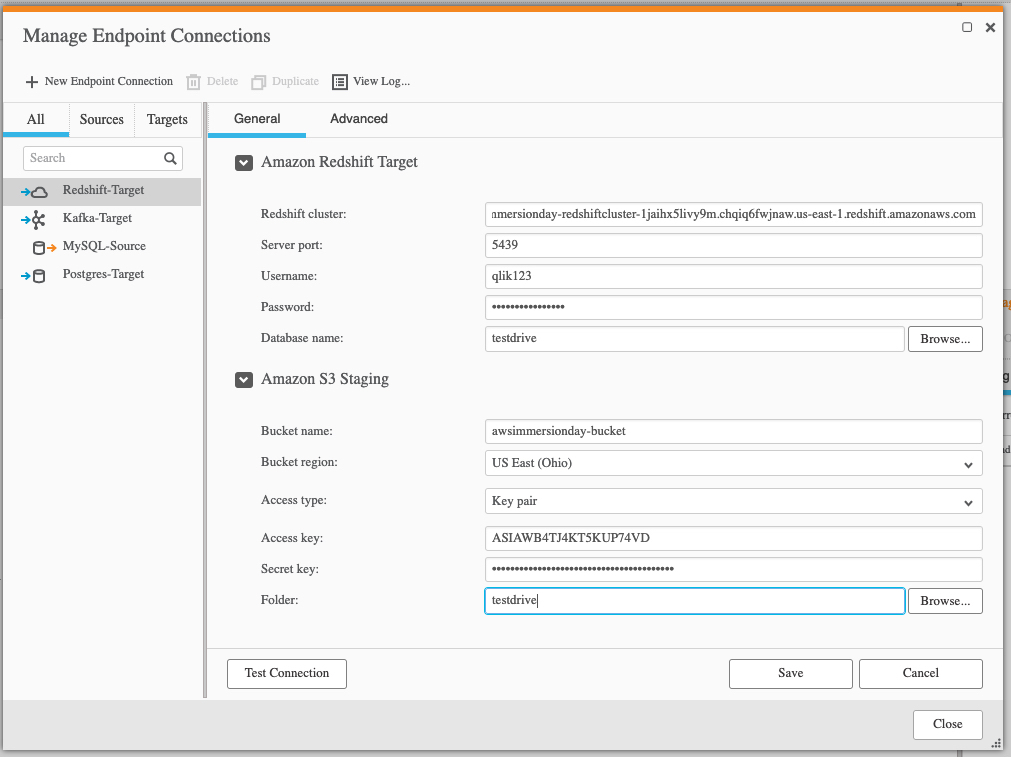 Manage Endpoint Connections
New Endpoint Connection Delete Duplicate View Log...
All Sources Targets
General Advanced
Search
Redshift-Target
Kafka-Target
MySQL-Source
Postgres-Target
Amazon Redshift Target
Redshift cluster: mersionday-redshiftcluster-1jaihx5livy9m.chqiq6fwjnaw.us-east-1.redshift.amazonaws.com
Server port: 5439
Username: qlik123
Password: ••••••••••••••••
Database name: testdrive Browse...
Amazon S3 Staging
Bucket name: awsimmersionday-bucket
Bucket region: US East (Ohio)
Access type: Key pair
Access key: ASIAWB4TJ4KT5KUP74VD
Secret key: ••••••••••••••••••••••••••••••••••••••••
Folder: testdrive Browse...
Test Connection Save Cancel
Close